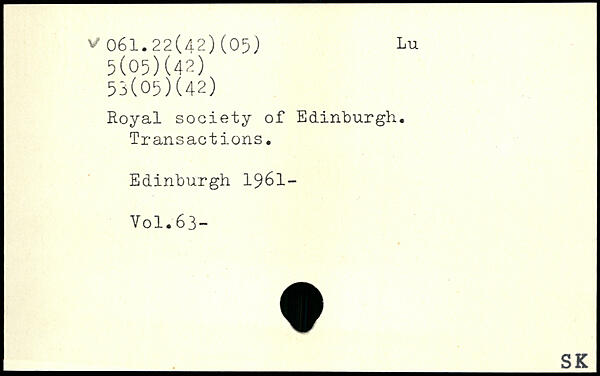 061.22(42)(05) Lu
5(05)(42)
53(05)(42)
Royal society of Edinburgh.
Transactions.
Edinburgh 1961-
Vol.63-
SK